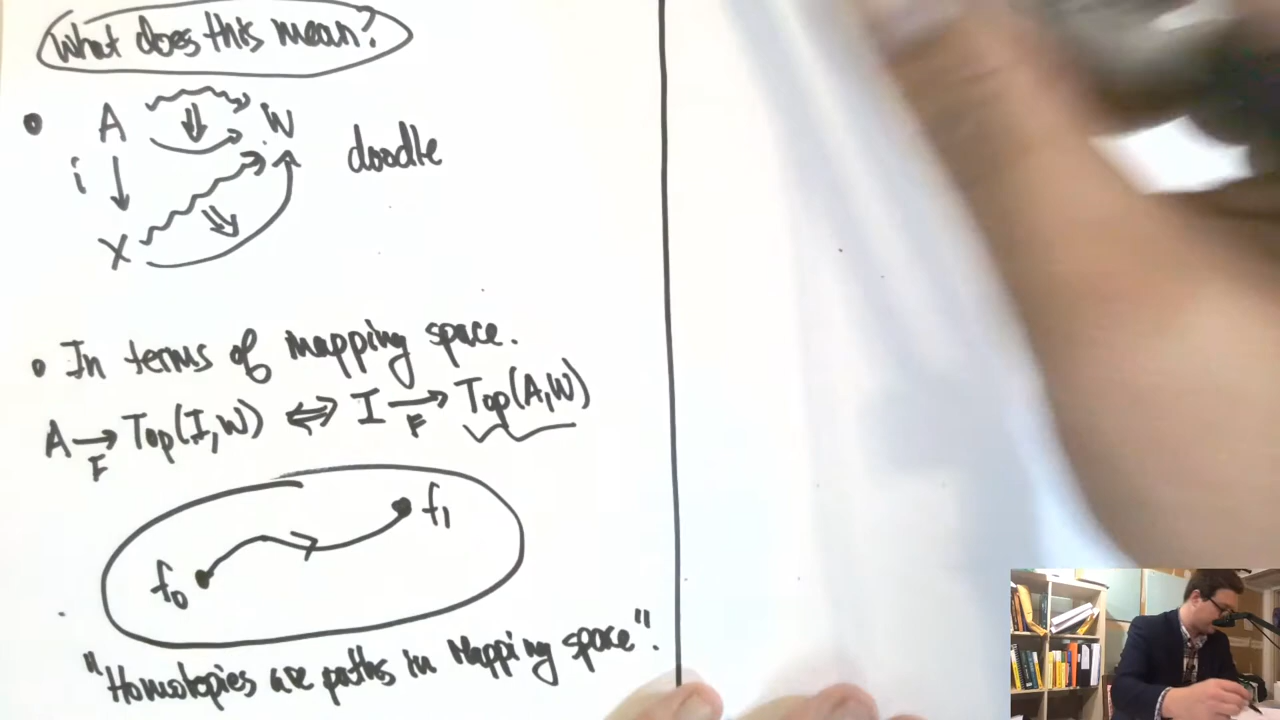 What does this mean?
A W
i
X
doodle
In terms of mapping space.
A → Top(I,W) ⇔ I → Top(A,W)
F F
f₁
f₀
"Homotopies are paths in Mapping space".